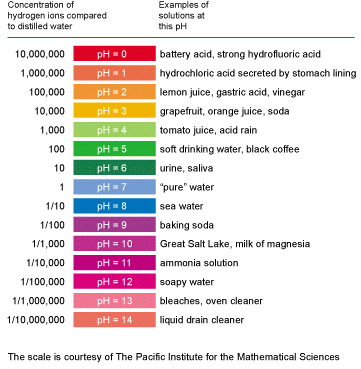 Concentration of
hydrogen ions compared
to distilled water
Examples of
solutions at
this pH
10,000,000 pH = 0 battery acid, strong hydrofluoric acid
1,000,000 pH = 1 hydrochloric acid secreted by stomach lining
100,000 pH = 2 lemon juice, gastric acid, vinegar
10,000 pH = 3 grapefruit, orange juice, soda
1,000 pH = 4 tomato juice, acid rain
100 pH = 5 soft drinking water, black coffee
10 pH = 6 urine, saliva
1 pH = 7 “pure” water
1/10 pH = 8 sea water
1/100 pH = 9 baking soda
1/1,000 pH = 10 Great Salt Lake, milk of magnesia
1/10,000 pH = 11 ammonia solution
1/100,000 pH = 12 soapy water
1/1,000,000 pH = 13 bleaches, oven cleaner
1/10,000,000 pH = 14 liquid drain cleaner
The scale is courtesy of The Pacific Institute for the Mathematical Sciences